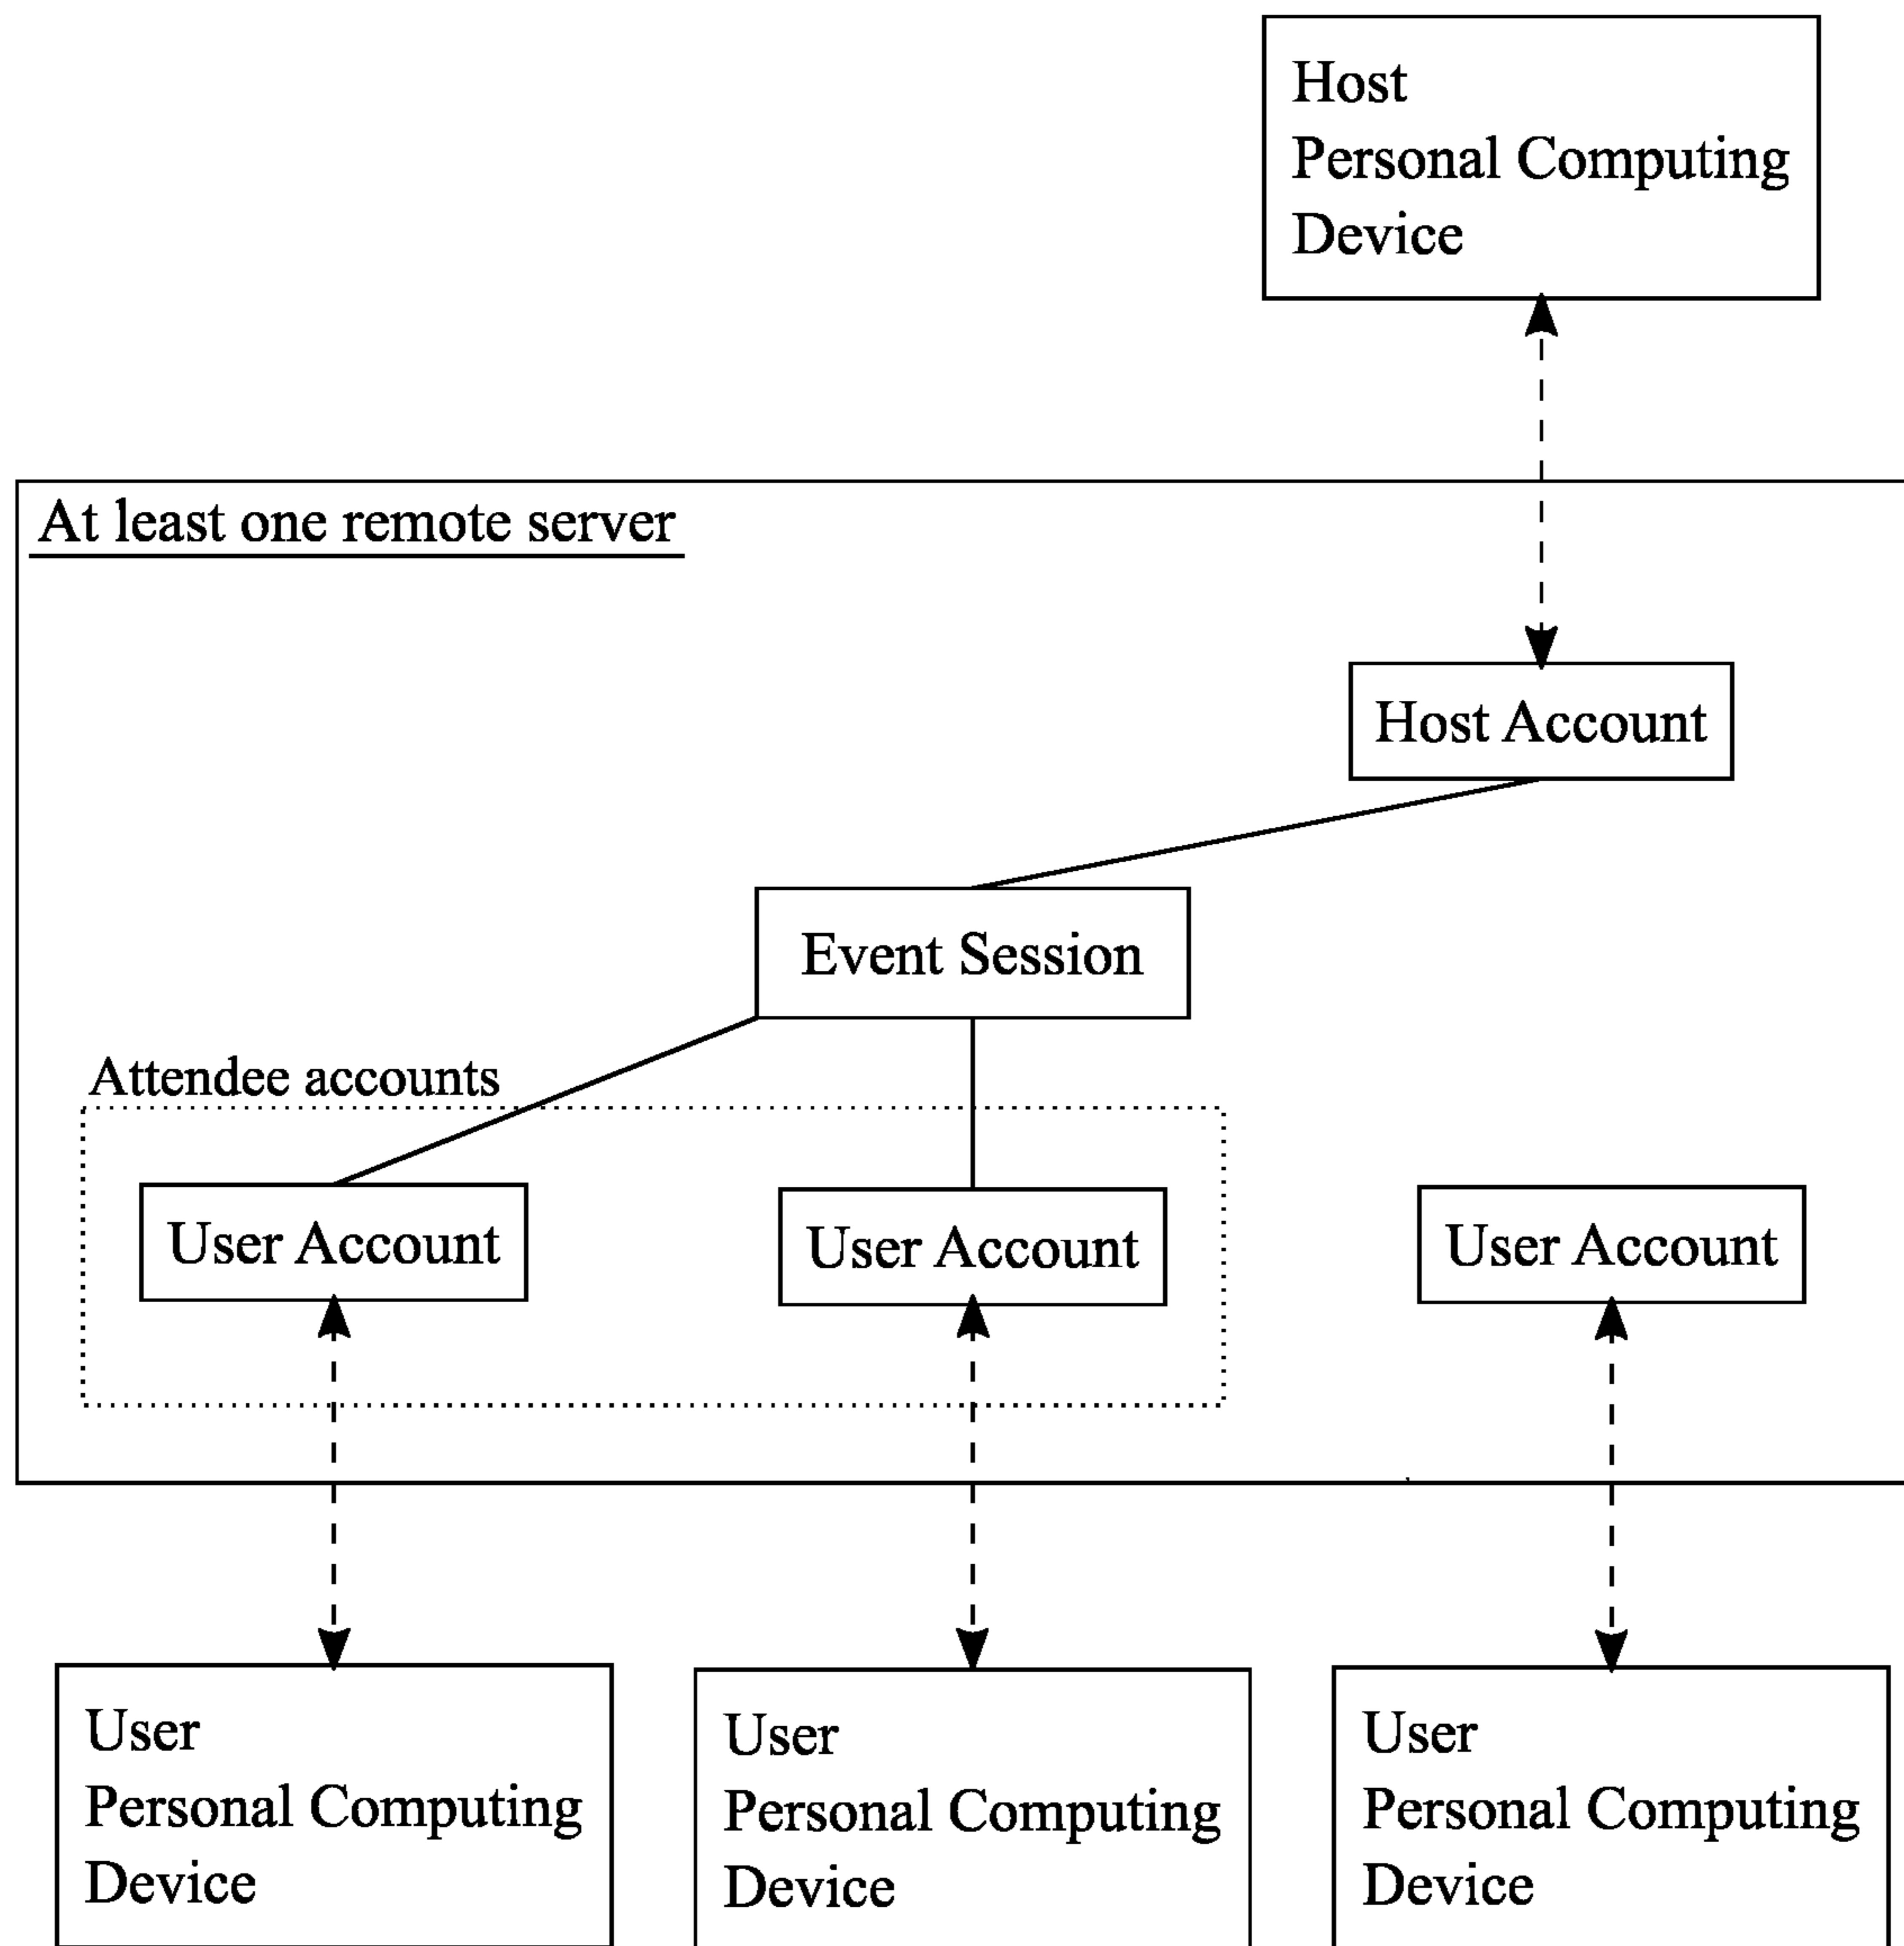 Host
Personal Computing
Device
At least one remote server
Host Account
Event Session
Attendee accounts
User Account
User Account
User Account
User
Personal Computing
Device
User
Personal Computing
Device
User
Personal Computing
Device